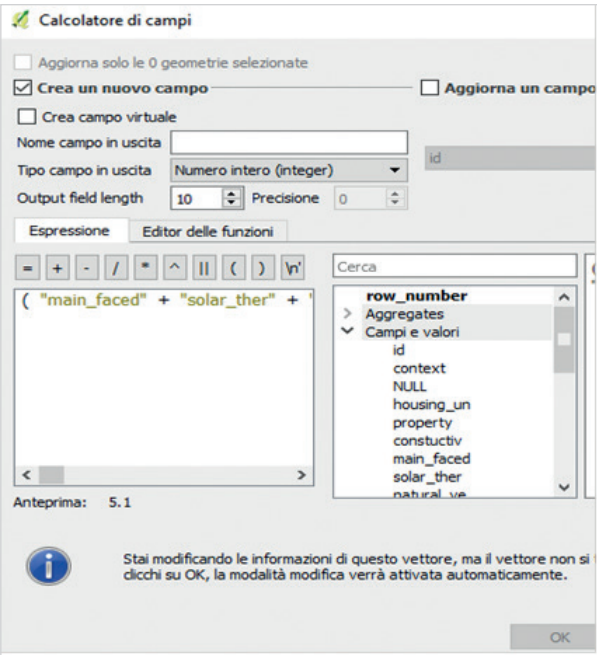 Calcolatore di campi
Aggiorna solo le 0 geometrie selezionate
Crea un nuovo campo
Aggiorna un campo
Crea campo virtuale
Nome campo in uscita
id
Tipo campo in uscita Numero intero (integer)
Output field length 10 Precisione 0
Espressione Editor delle funzioni
= + - / * ^ || ( ) \n'
Cerca
( "main_faced" + "solar_ther" + '
row_number
Aggregates
Campi e valori
id
context
NULL
housing_un
property
constuctiv
main_faced
solar_ther
natural_ve
Anteprima: 5.1
Stai modificando le informazioni di questo vettore, ma il vettore non si
clicchi su OK, la modalità modifica verrà attivata automaticamente.
OK